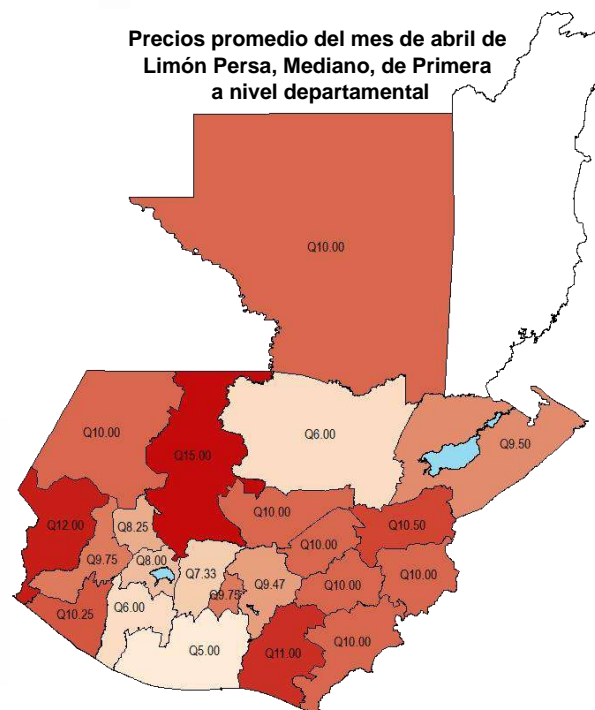 Precios promedio del mes de abril de
Limón Persa, Mediano, de Primera
a nivel departamental
Q10.00
Q10.00
Q15.00
Q6.00
Q9.50
Q12.00
Q8.25
Q10.00
Q10.50
Q10.00
Q9.75
Q8.00
Q7.33
Q9.75
Q9.47
Q10.00
Q10.00
Q10.25
Q6.00
Q5.00
Q11.00
Q10.00